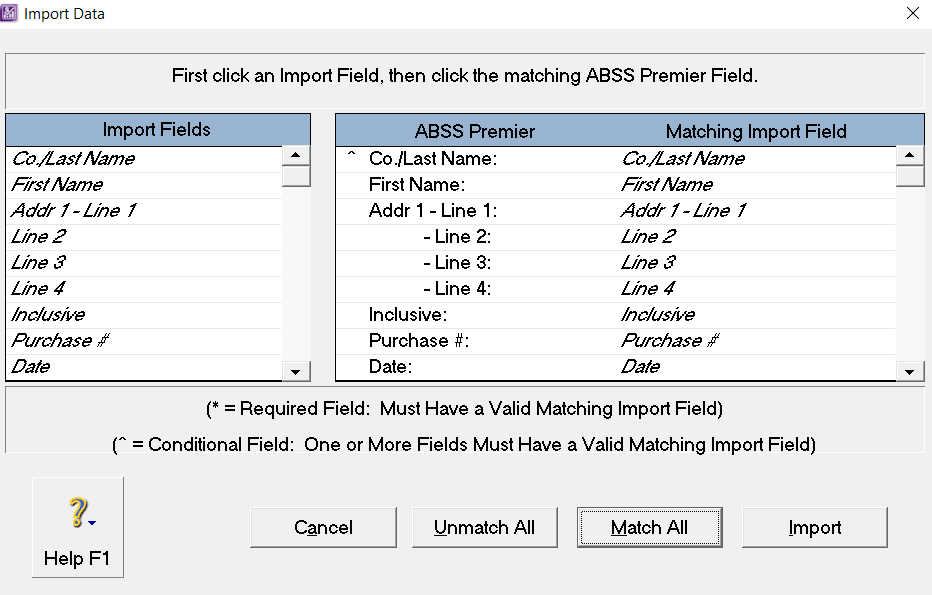 Import Data
First click an Import Field, then click the matching ABSS Premier Field.
Import Fields
Co./Last Name
First Name
Addr 1 - Line 1
Line 2
Line 3
Line 4
Inclusive
Purchase #
Date
ABSS Premier Matching Import Field
^ Co./Last Name: Co./Last Name
First Name: First Name
Addr 1 - Line 1: Addr 1 - Line 1
- Line 2: Line 2
- Line 3: Line 3
- Line 4: Line 4
Inclusive: Inclusive
Purchase #: Purchase #
Date: Date
(* = Required Field: Must Have a Valid Matching Import Field)
(^ = Conditional Field: One or More Fields Must Have a Valid Matching Import Field)
Help F1
Cancel
Unmatch All
Match All
Import